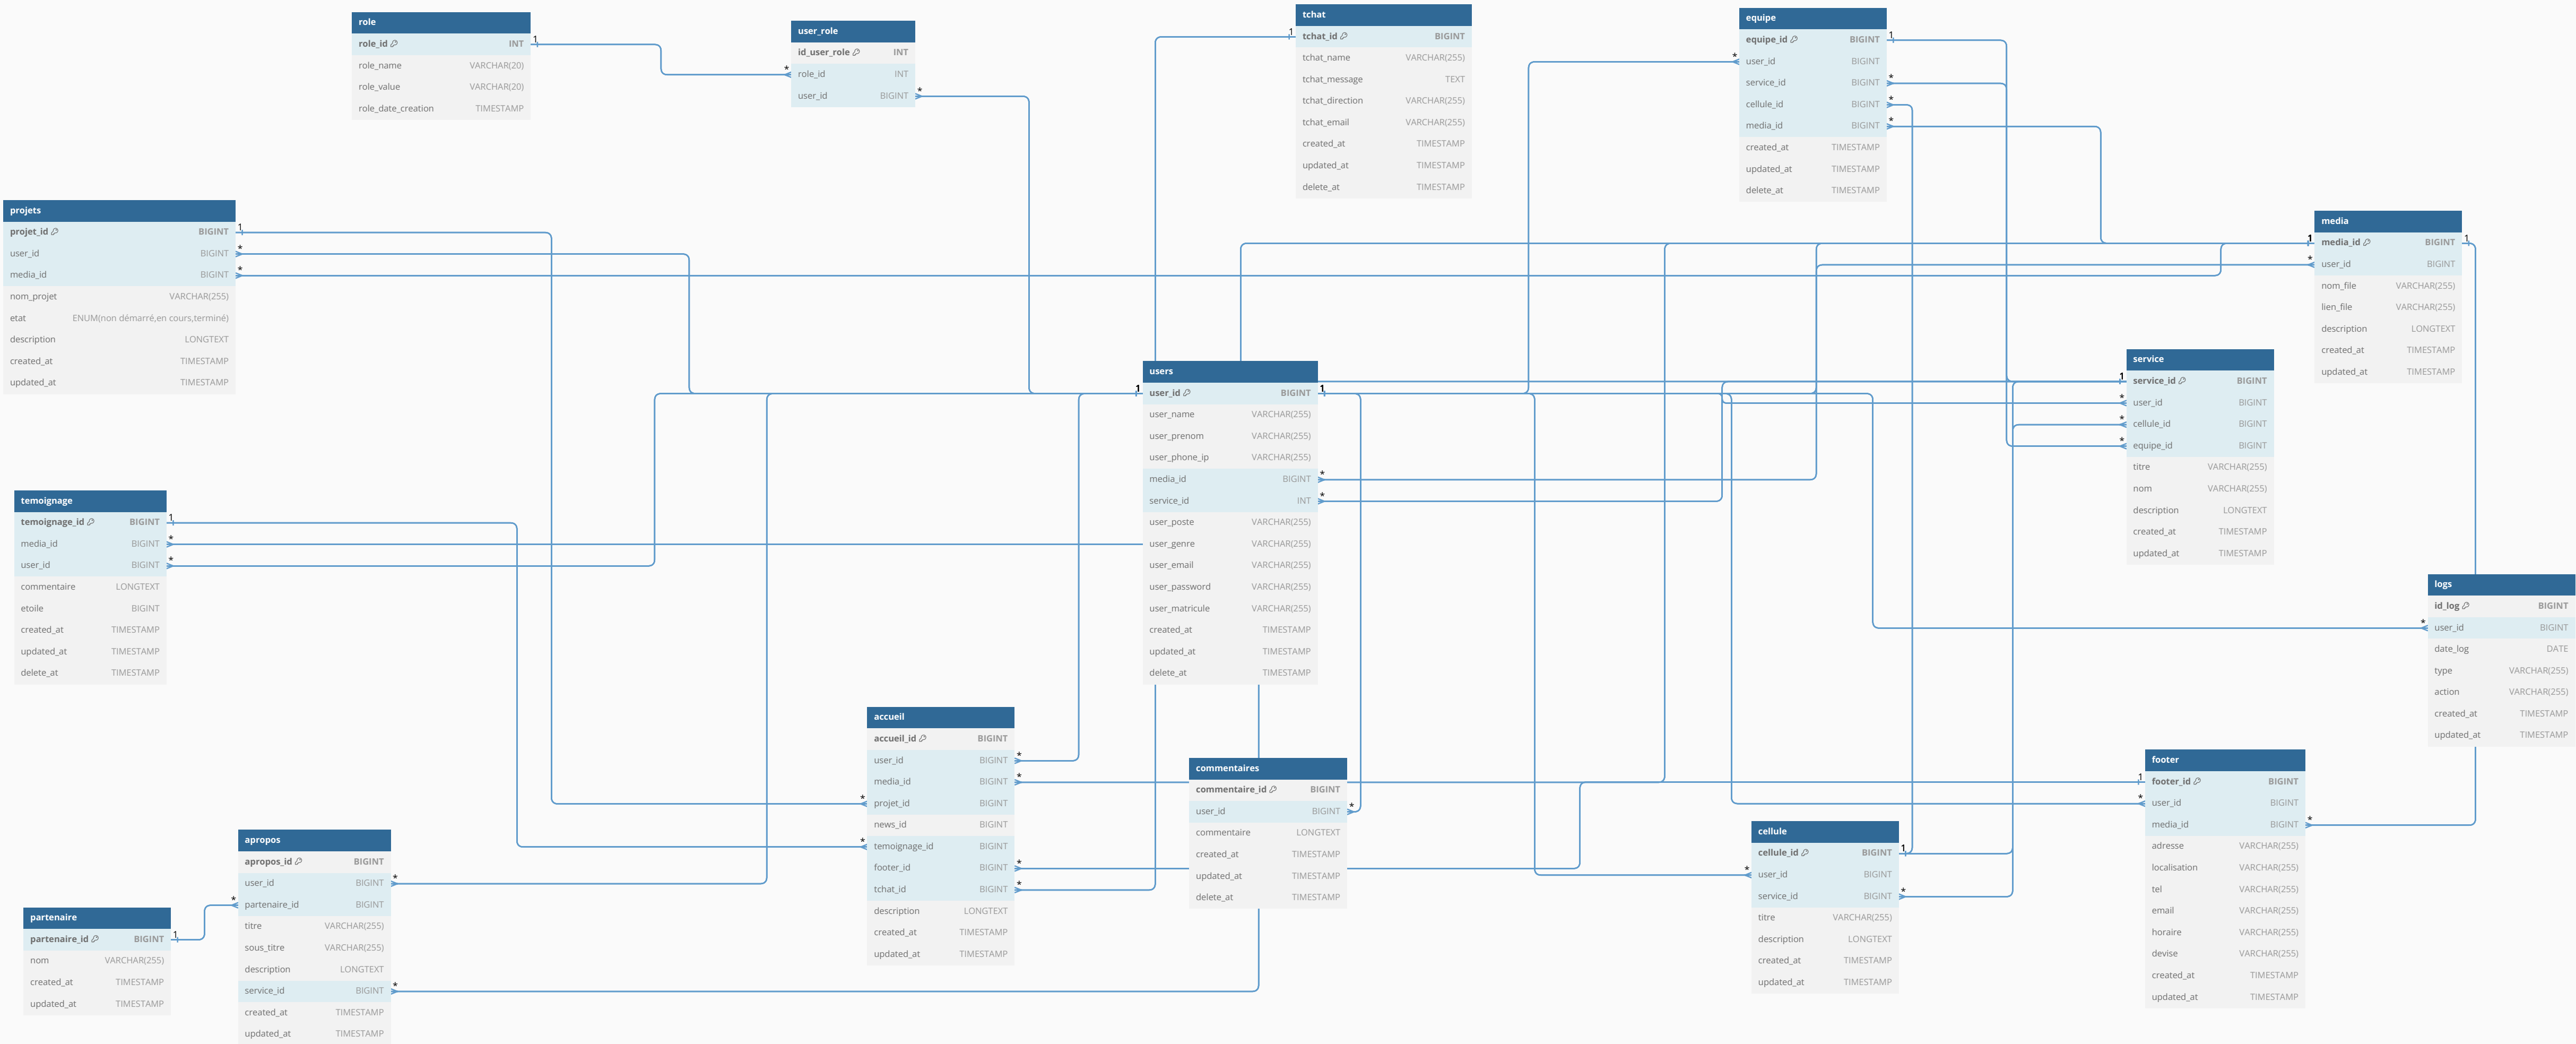 role
role_id INT
role_name VARCHAR(20)
role_value VARCHAR(20)
role_date_creation TIMESTAMP
1
user_role
id_user_role INT
* role_id INT
user_id BIGINT *
tchat
1 tchat_id BIGINT
tchat_name VARCHAR(255)
tchat_message TEXT
tchat_direction VARCHAR(255)
tchat_email VARCHAR(255)
created_at TIMESTAMP
updated_at TIMESTAMP
delete_at TIMESTAMP
equipe
equipe_id BIGINT 1
* user_id BIGINT
service_id BIGINT *
cellule_id BIGINT *
media_id BIGINT *
created_at TIMESTAMP
updated_at TIMESTAMP
delete_at TIMESTAMP
projets
projet_id BIGINT 1
user_id BIGINT *
media_id BIGINT *
nom_projet VARCHAR(255)
etat ENUM(non démarré,en cours,terminé)
description LONGTEXT
created_at TIMESTAMP
updated_at TIMESTAMP
media
1 media_id BIGINT 1
* user_id BIGINT
nom_file VARCHAR(255)
lien_file VARCHAR(255)
description LONGTEXT
created_at TIMESTAMP
updated_at TIMESTAMP
users
1 user_id BIGINT 1
user_name VARCHAR(255)
user_prenom VARCHAR(255)
user_phone_ip VARCHAR(255)
media_id BIGINT *
service_id INT *
user_poste VARCHAR(255)
user_genre VARCHAR(255)
user_email VARCHAR(255)
user_password VARCHAR(255)
user_matricule VARCHAR(255)
created_at TIMESTAMP
updated_at TIMESTAMP
delete_at TIMESTAMP
service
1 service_id BIGINT
* user_id BIGINT
* cellule_id BIGINT
* equipe_id BIGINT
titre VARCHAR(255)
nom VARCHAR(255)
description LONGTEXT
created_at TIMESTAMP
updated_at TIMESTAMP
temoignage
temoignage_id BIGINT 1
media_id BIGINT *
user_id BIGINT *
commentaire LONGTEXT
etoile BIGINT
created_at TIMESTAMP
updated_at TIMESTAMP
delete_at TIMESTAMP
logs
id_log BIGINT
* user_id BIGINT
date_log DATE
type VARCHAR(255)
action VARCHAR(255)
created_at TIMESTAMP
updated_at TIMESTAMP
accueil
accueil_id BIGINT
user_id BIGINT *
media_id BIGINT *
* projet_id BIGINT
news_id BIGINT
* temoignage_id BIGINT
footer_id BIGINT *
tchat_id BIGINT *
description LONGTEXT
created_at TIMESTAMP
updated_at TIMESTAMP
commentaires
commentaire_id BIGINT
user_id BIGINT *
commentaire LONGTEXT
created_at TIMESTAMP
updated_at TIMESTAMP
delete_at TIMESTAMP
footer
1 footer_id BIGINT
* user_id BIGINT
media_id BIGINT *
adresse VARCHAR(255)
localisation VARCHAR(255)
tel VARCHAR(255)
email VARCHAR(255)
horaire VARCHAR(255)
devise VARCHAR(255)
created_at TIMESTAMP
updated_at TIMESTAMP
cellule
cellule_id BIGINT 1
* user_id BIGINT
service_id BIGINT *
titre VARCHAR(255)
description LONGTEXT
created_at TIMESTAMP
updated_at TIMESTAMP
apropos
apropos_id BIGINT
user_id BIGINT *
* partenaire_id BIGINT
titre VARCHAR(255)
sous_titre VARCHAR(255)
description LONGTEXT
service_id BIGINT *
created_at TIMESTAMP
updated_at TIMESTAMP
partenaire
partenaire_id BIGINT 1
nom VARCHAR(255)
created_at TIMESTAMP
updated_at TIMESTAMP